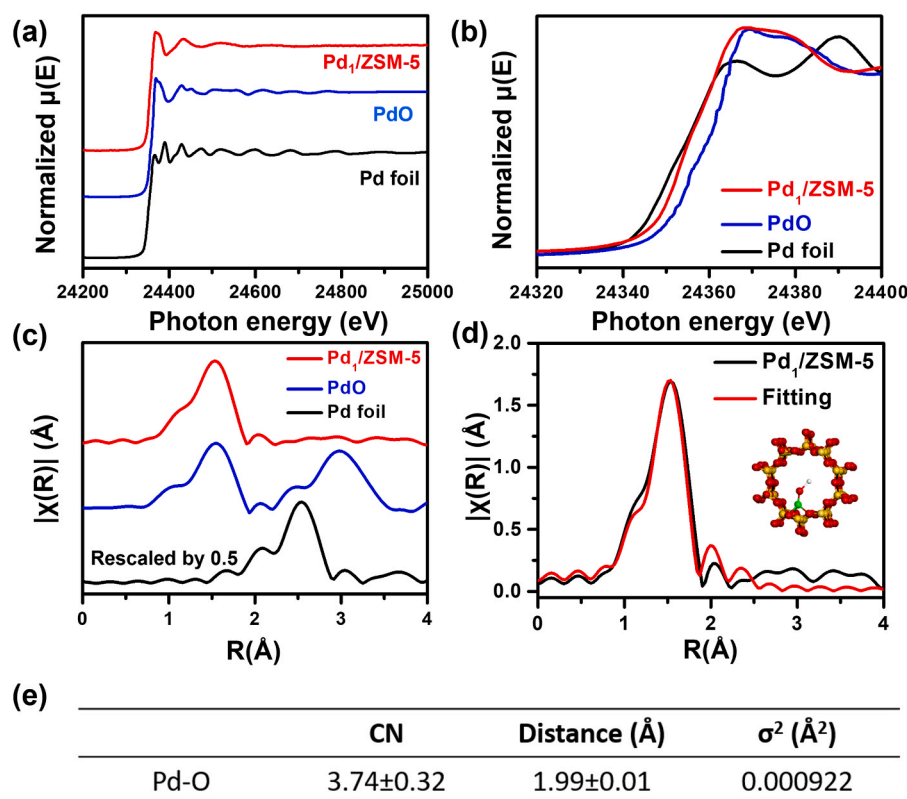 (a)
Normalized μ(E)
Pd₁/ZSM-5
PdO
Pd foil
24200 24400 24600 24800 25000
Photon energy (eV)
(b)
Normalized μ(E)
Pd₁/ZSM-5
PdO
Pd foil
24320 24340 24360 24380 24400
Photon energy (eV)
(c)
|χ(R)| (Å)
Pd₁/ZSM-5
PdO
Pd foil
Rescaled by 0.5
0 1 2 3 4
R(Å)
(d)
|χ(R)| (Å)
2.0
1.5
1.0
0.5
0.0
Pd₁/ZSM-5
Fitting
0 1 2 3 4
R(Å)
(e)
CN Distance (Å) σ² (Å²)
Pd-O 3.74±0.32 1.99±0.01 0.000922